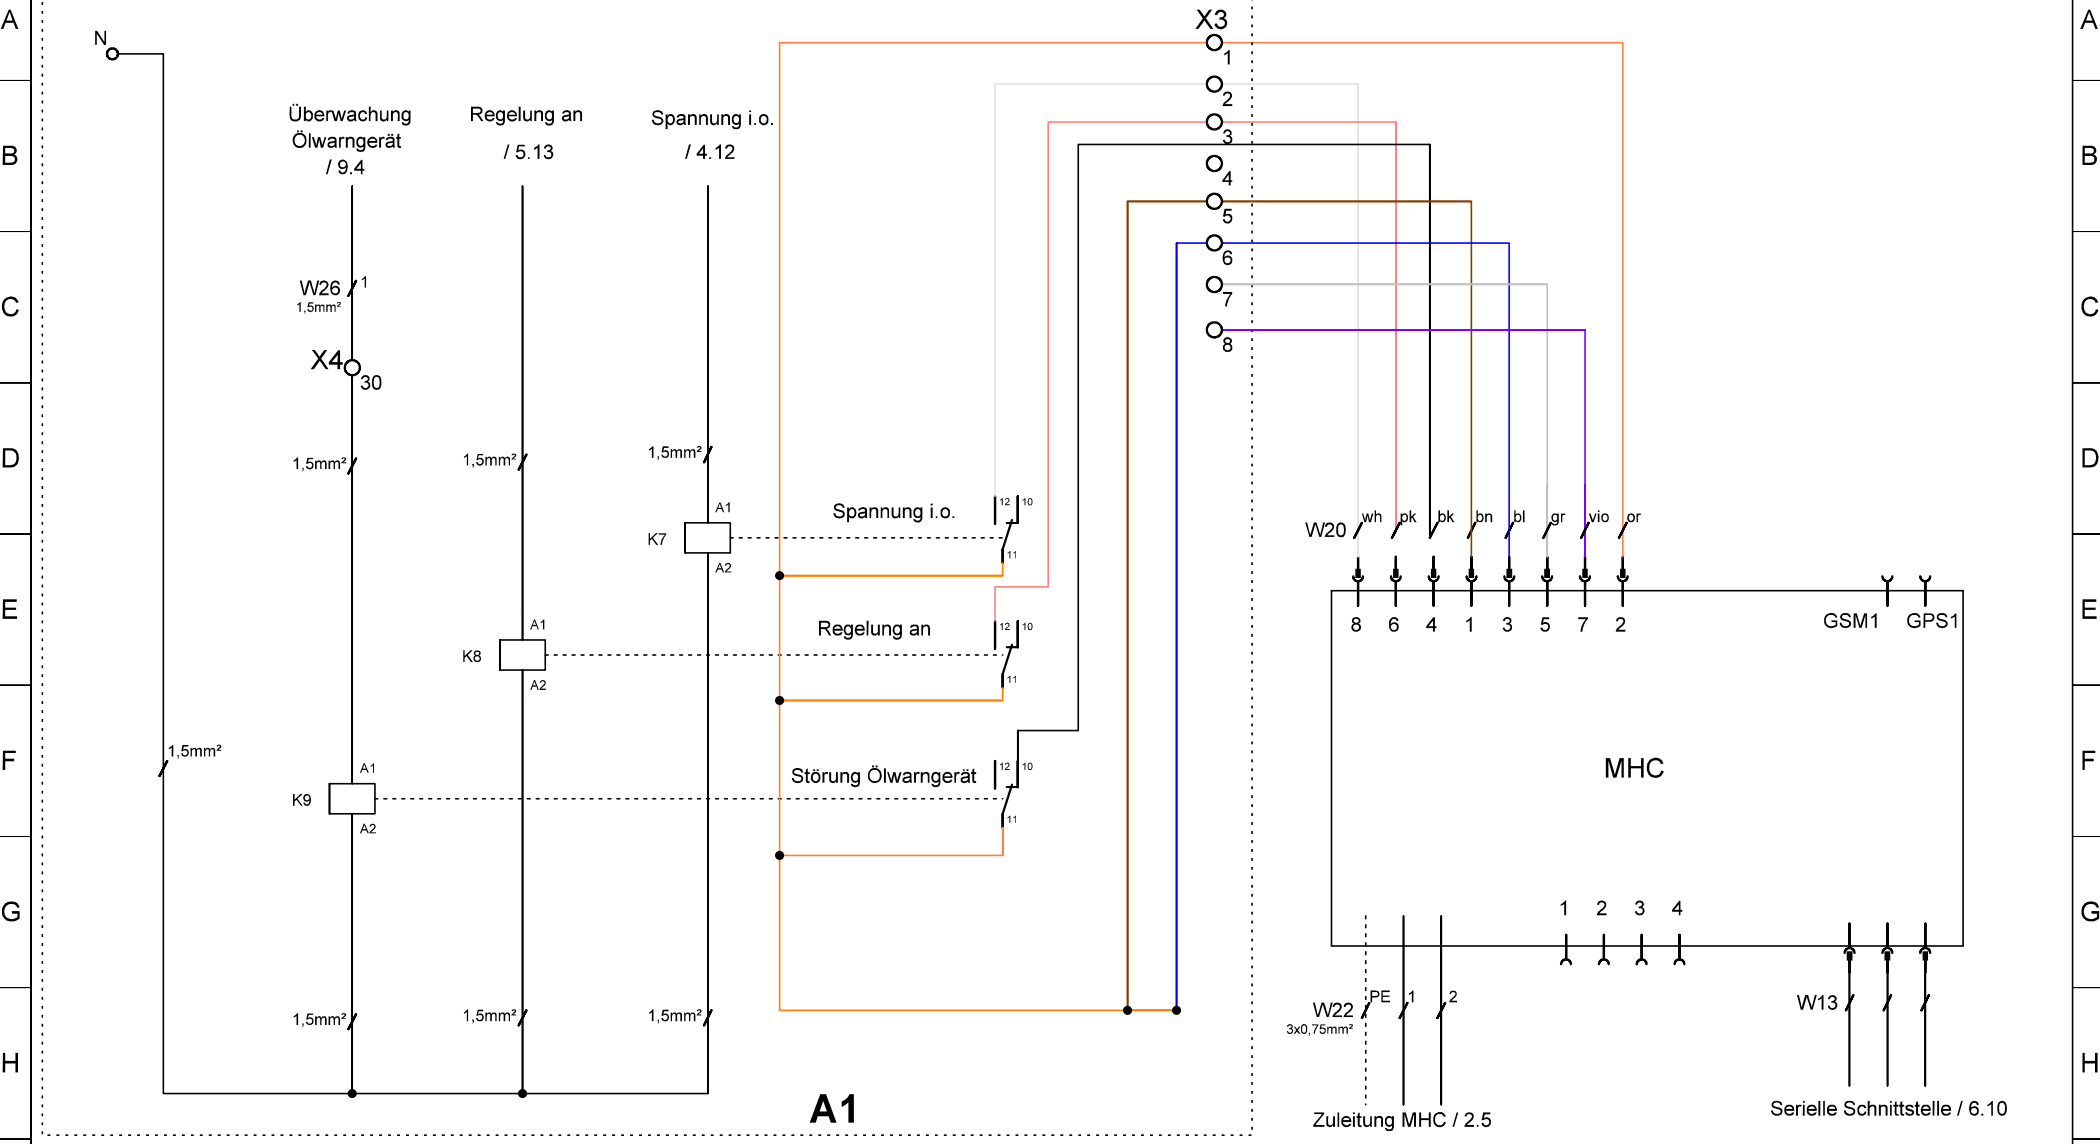 A
A
N
X3
1
2
Überwachung
Ölwarngerät
/ 9.4
Regelung an
/ 5.13
Spannung i.o.
/ 4.12
3
B
B
4
5
6
W26
1
1,5mm²
C
C
7
8
X4
30
D
D
1,5mm²
1,5mm²
1,5mm²
A1
K7
A2
Spannung i.o.
12
10
11
W20
wh
pk
bk
bn
bl
gr
vio
or
E
E
8
6
4
1
3
5
7
2
GSM1
GPS1
A1
K8
A2
Regelung an
12
10
11
F
F
1,5mm²
A1
K9
A2
Störung Ölwarngerät
12
10
11
MHC
G
G
1
2
3
4
1,5mm²
1,5mm²
1,5mm²
W22
3x0,75mm²
PE
1
2
W13
H
H
A1
Zuleitung MHC / 2.5
Serielle Schnittstelle / 6.10